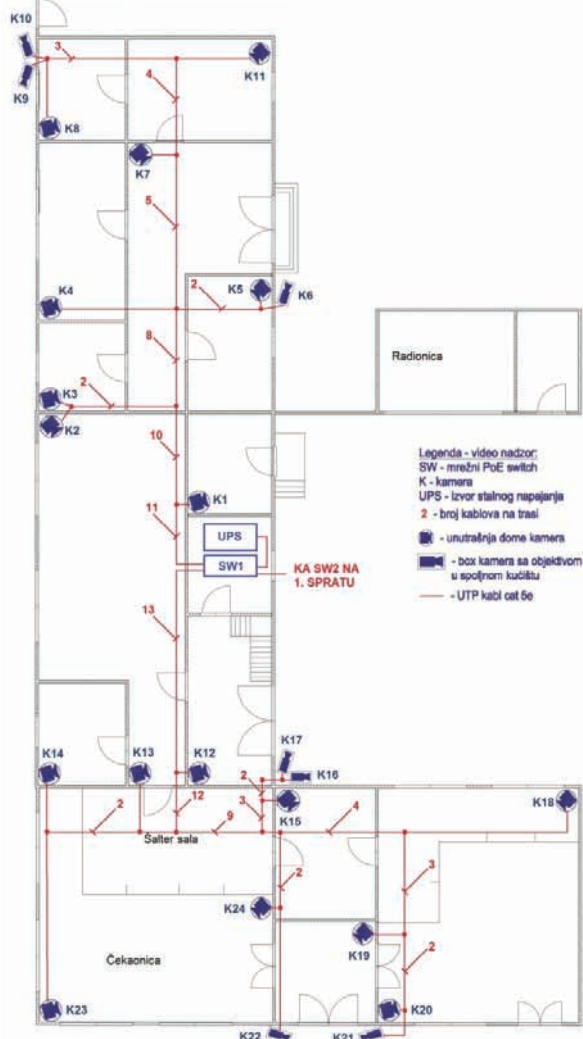 K10
3
4
K9
K11
K8
K7
5
K4
2
K5
K6
8
Radionica
K3
2
K2
10
Legenda - video nadzor:
SW - mrežni PoE switch
K - kamera
UPS - izvor stalnog napajanja
2 - broj kablova na trasi
- unutrašnja dome kamera
- box kamera sa objektivom
u spoljnom kućištu
- UTP kabl cat 5e
K1
11
UPS
SW1
KA SW2 NA
1. SPRATU
13
K14
K13
K12
K17
K16
2
12
3
K15
K18
2
9
4
Šalter sala
3
2
K24
K19
2
Čekaonica
K23
K20
K22
K21